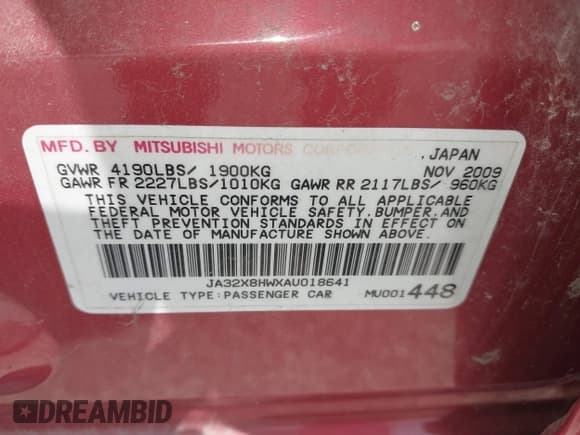 MFD. BY MITSUBISHI MOTORS CORPORATION, JAPAN
GVWR 4190LBS/ 1900KG NOV 2009
GAWR FR 2227LBS/1010KG GAWR RR 2117LBS/ 960KG
THIS VEHICLE CONFORMS TO ALL APPLICABLE
FEDERAL MOTOR VEHICLE SAFETY, BUMPER, AND
THEFT PREVENTION STANDARDS IN EFFECT ON
THE DATE OF MANUFACTURE SHOWN ABOVE.
JA32X8HWXAU018641
VEHICLE TYPE:PASSENGER CAR MU001448
DREAMBID